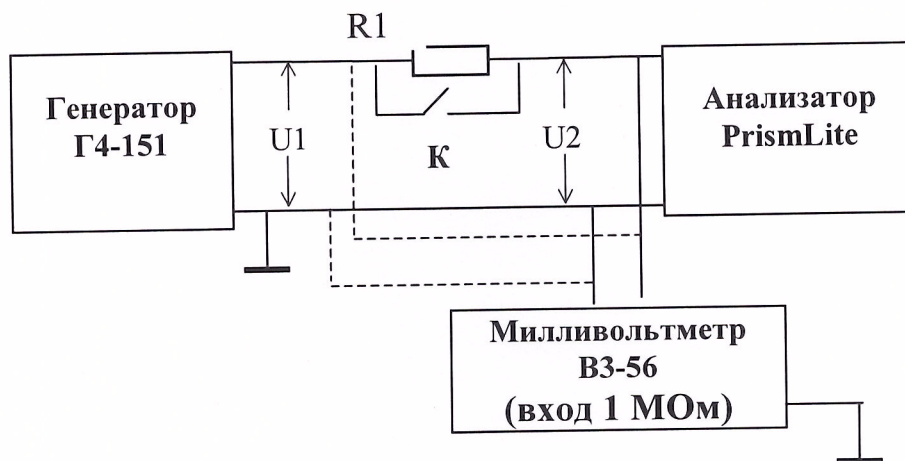 R1
Генератор
Г4-151
U1
К
U2
Анализатор
PrismLite
Милливольтметр
В3-56
(вход 1 МОм)